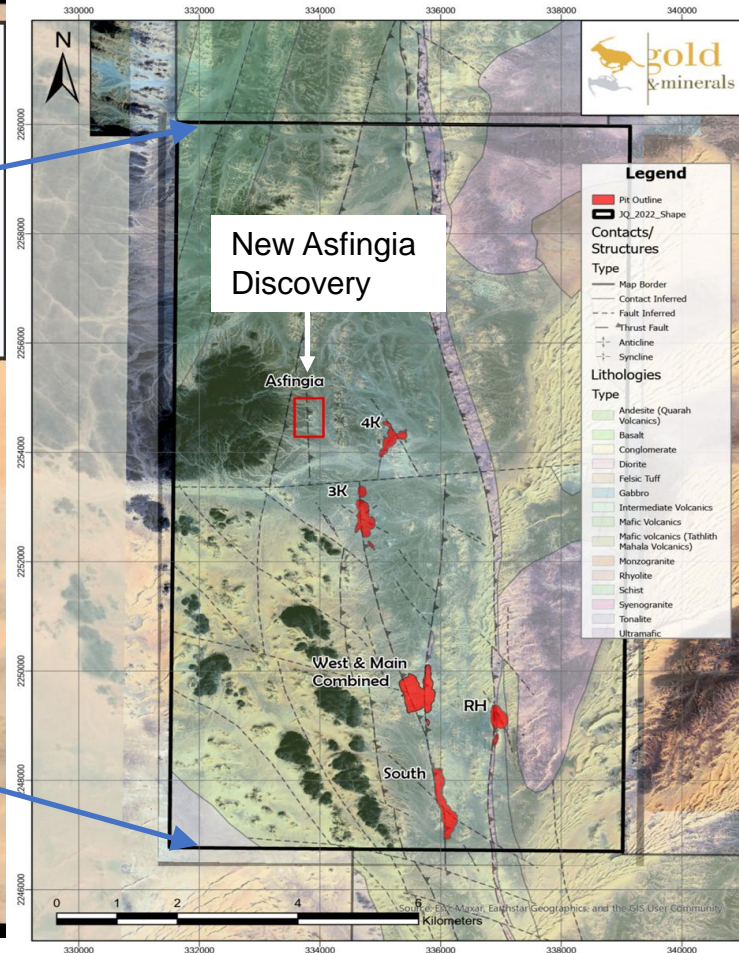 330000 332000 334000 336000 338000 340000
N
gold
& minerals
2260000
2258000
2256000
2254000
2252000
2250000
2248000
2246000
New Asfingia
Discovery
Asfingia
4K
3K
West & Main
Combined
RH
South
Legend
Pit Outline
JQ_2022_Shape
Contacts/
Structures
Type
Map Border
Contact Inferred
Fault Inferred
Thrust Fault
Anticline
Syncline
Lithologies
Type
Andesite (Quarah
Volcanics)
Basalt
Conglomerate
Diorite
Felsic Tuff
Gabbro
Intermediate Volcanics
Mafic Volcanics
Mafic volcanics (Tathlith
Mahala Volcanics)
Monzogranite
Rhyolite
Schist
Syenogranite
Tonalite
Ultramafic
0 1 2 4 6
Kilometers
Source: Esri, Maxar, Earthstar Geographics, and the GIS User Community
330000 332000 334000 336000 338000 340000